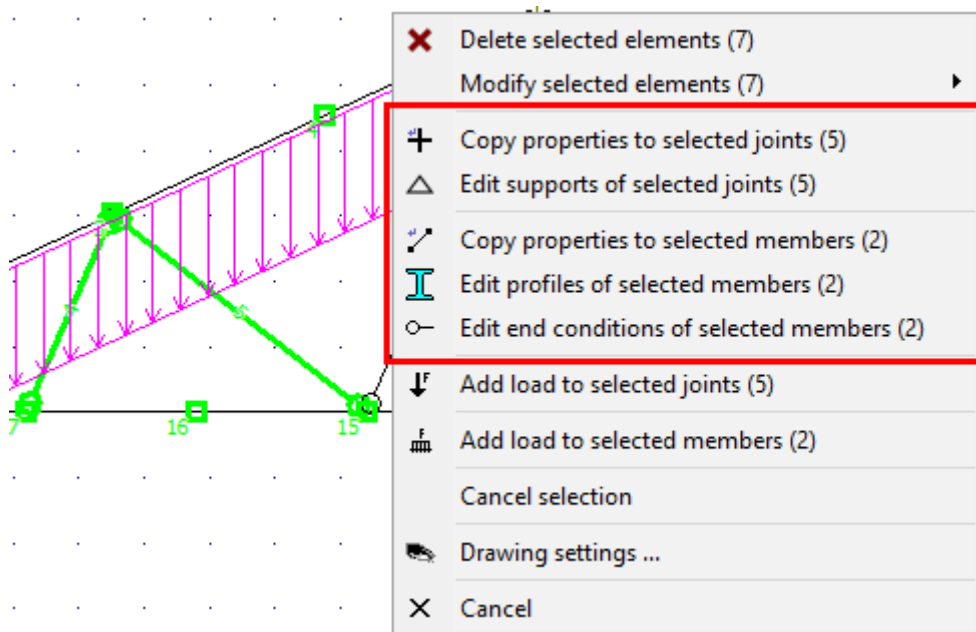 Delete selected elements (7)
Modify selected elements (7)
Copy properties to selected joints (5)
Edit supports of selected joints (5)
Copy properties to selected members (2)
Edit profiles of selected members (2)
Edit end conditions of selected members (2)
Add load to selected joints (5)
Add load to selected members (2)
Cancel selection
Drawing settings ...
Cancel
4
5
7
16
15